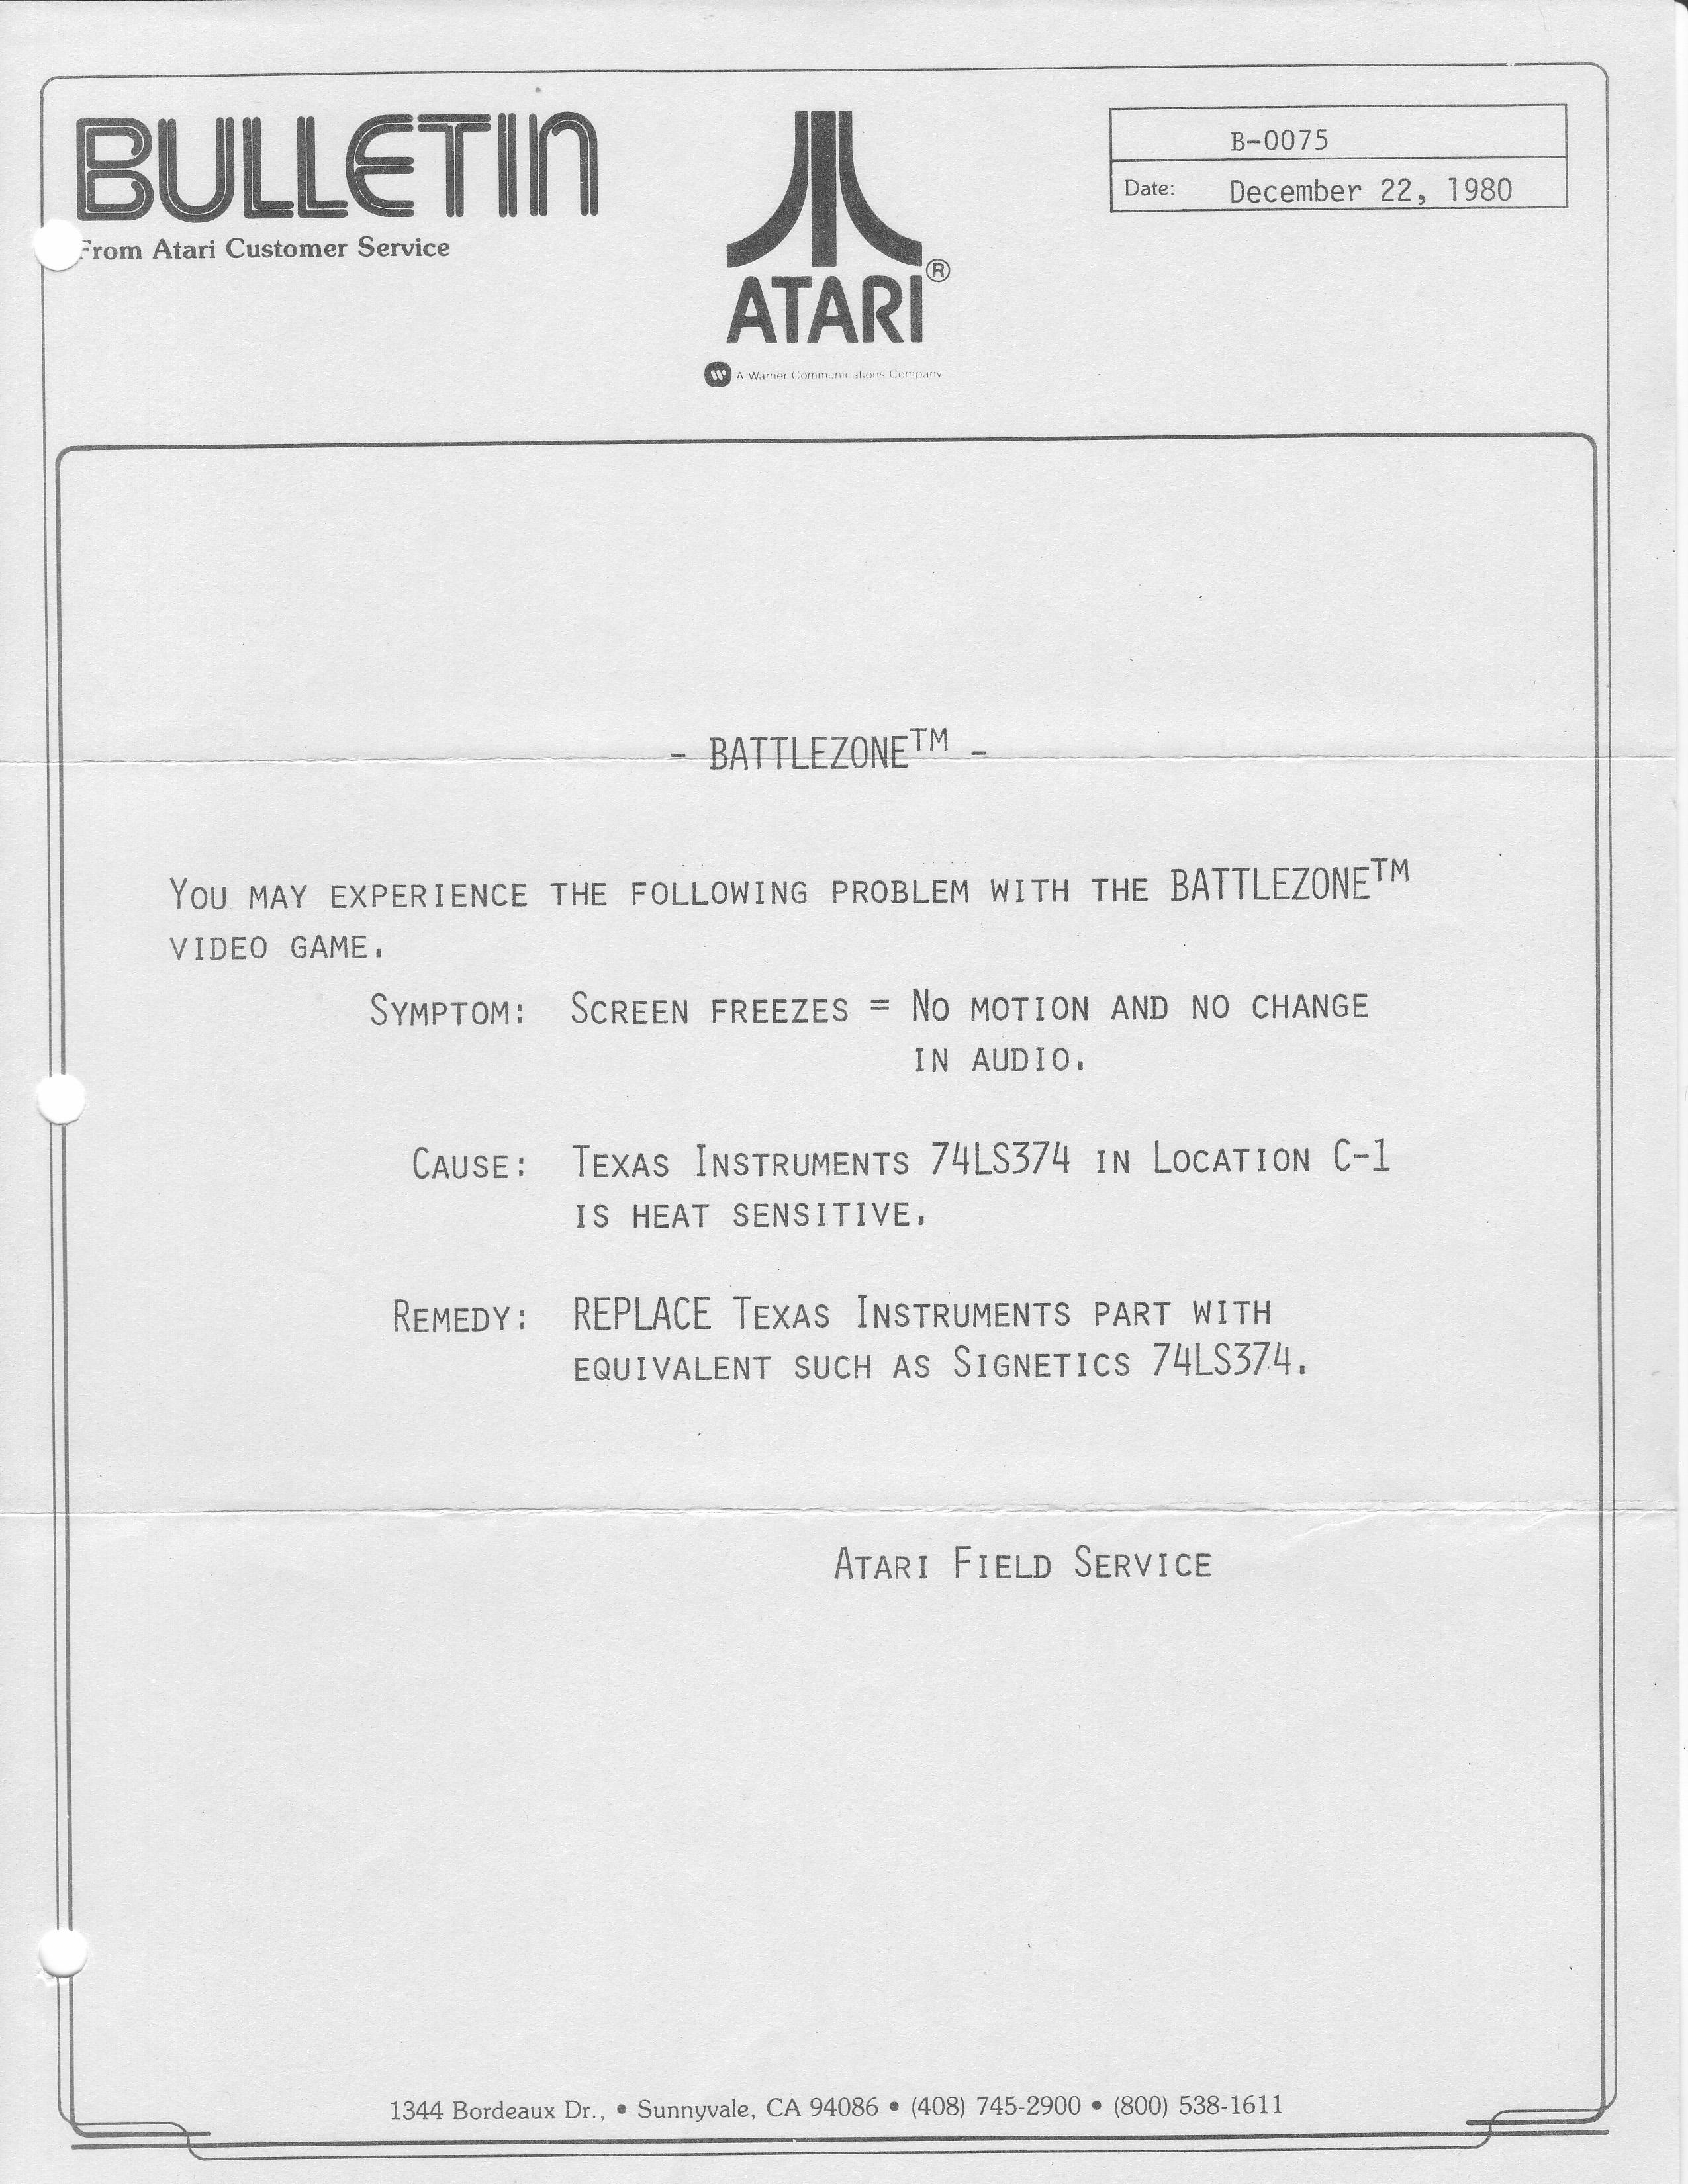 BULLETIN
From Atari Customer Service
ATARI®
W A Warner Communications Company
B-0075
Date: December 22, 1980
- BATTLEZONE™ -
YOU MAY EXPERIENCE THE FOLLOWING PROBLEM WITH THE BATTLEZONE™
VIDEO GAME.
SYMPTOM: SCREEN FREEZES = NO MOTION AND NO CHANGE
IN AUDIO.
CAUSE: TEXAS INSTRUMENTS 74LS374 IN LOCATION C-1
IS HEAT SENSITIVE.
REMEDY: REPLACE TEXAS INSTRUMENTS PART WITH
EQUIVALENT SUCH AS SIGNETICS 74LS374.
ATARI FIELD SERVICE
1344 Bordeaux Dr., • Sunnyvale, CA 94086 • (408) 745-2900 • (800) 538-1611